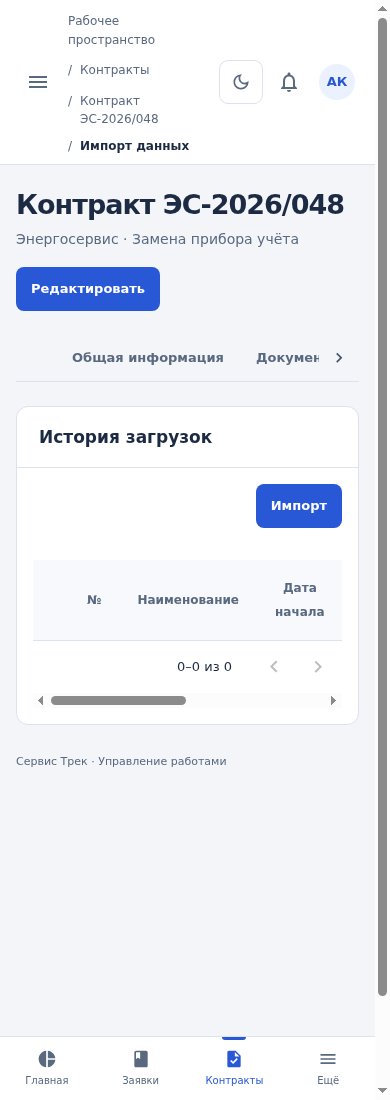 Рабочее
пространство
/ Контракты
/ Контракт
ЭС-2026/048
/ Импорт данных
АК
Контракт ЭС-2026/048
Энергосервис · Замена прибора учёта
Редактировать
Общая информация
Докумен
История загрузок
Импорт
№
Наименование
Дата
начала
0–0 из 0
Сервис Трек · Управление работами
Главная
Заявки
Контракты
Ещё